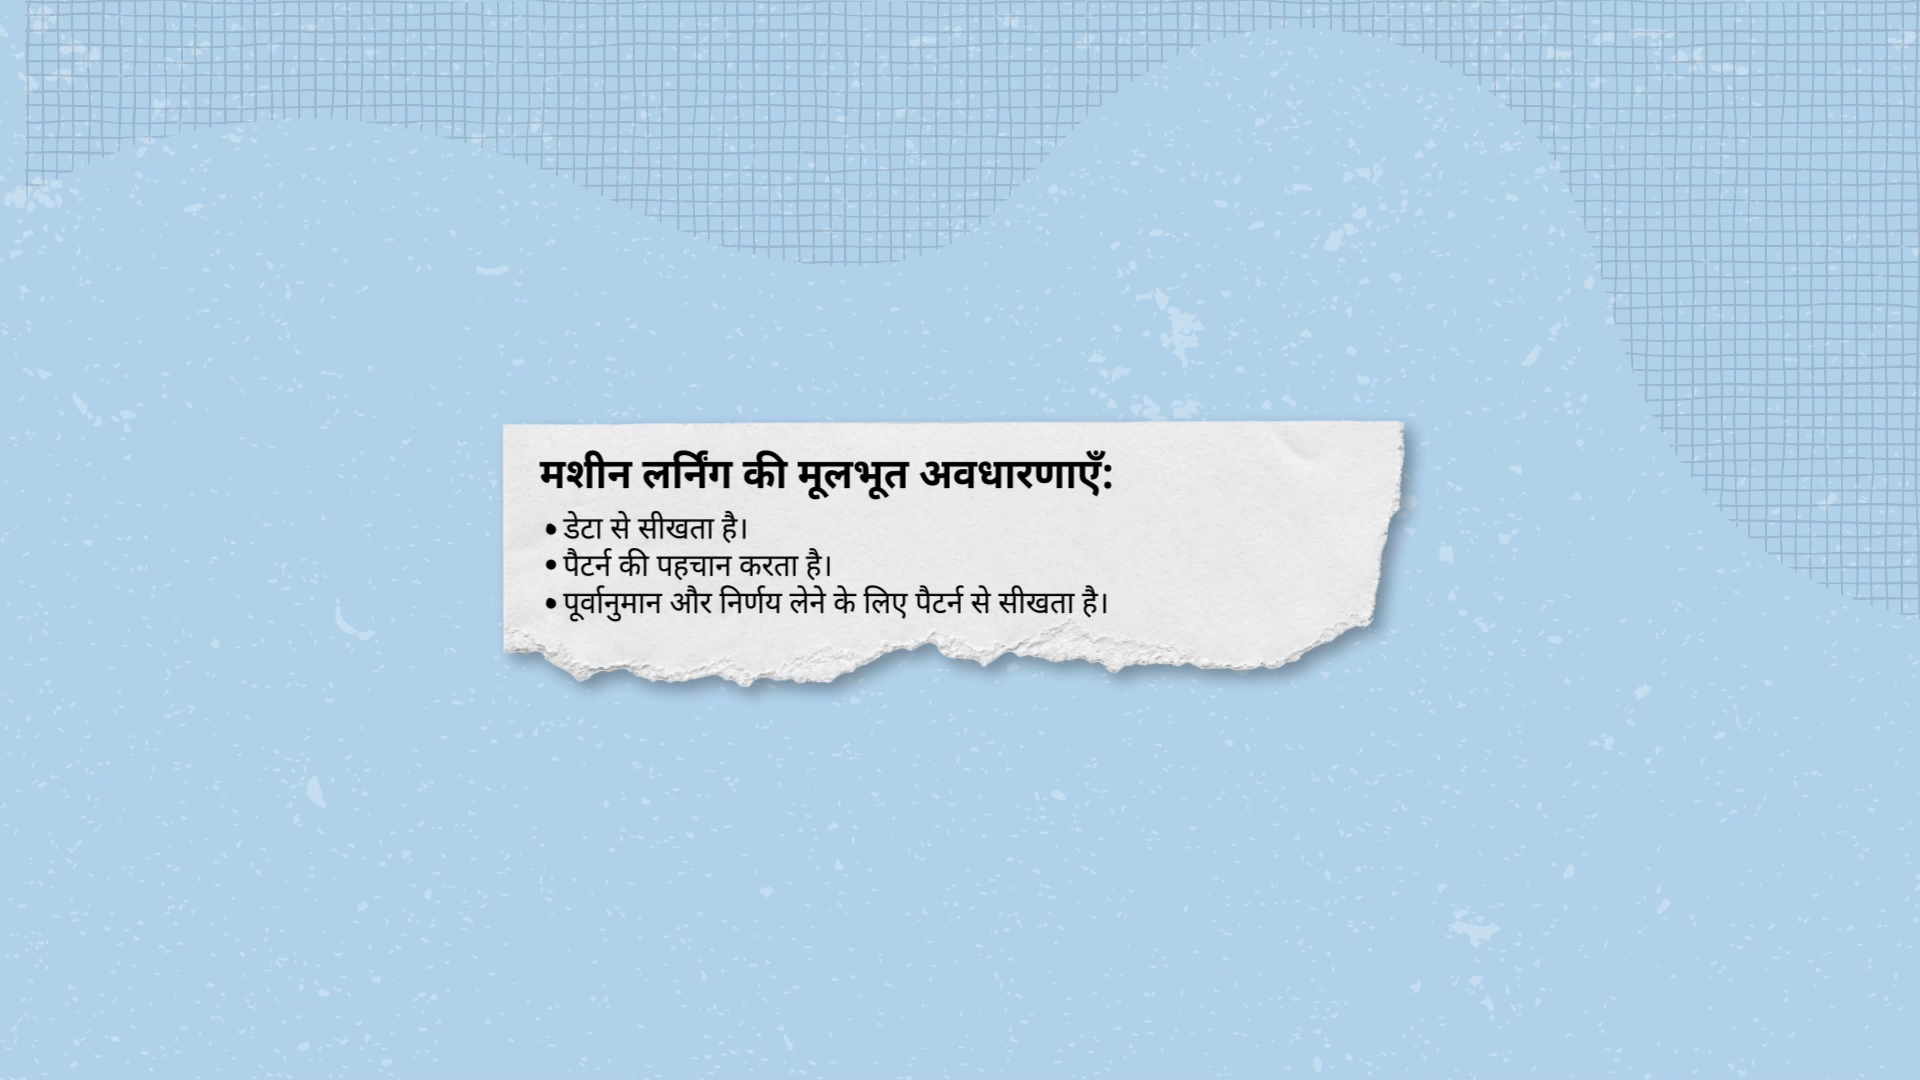 मशीन लर्निंग की मूलभूत अवधारणाएँ:
• डेटा से सीखता है।
• पैटर्न की पहचान करता है।
• पूर्वानुमान और निर्णय लेने के लिए पैटर्न से सीखता है।